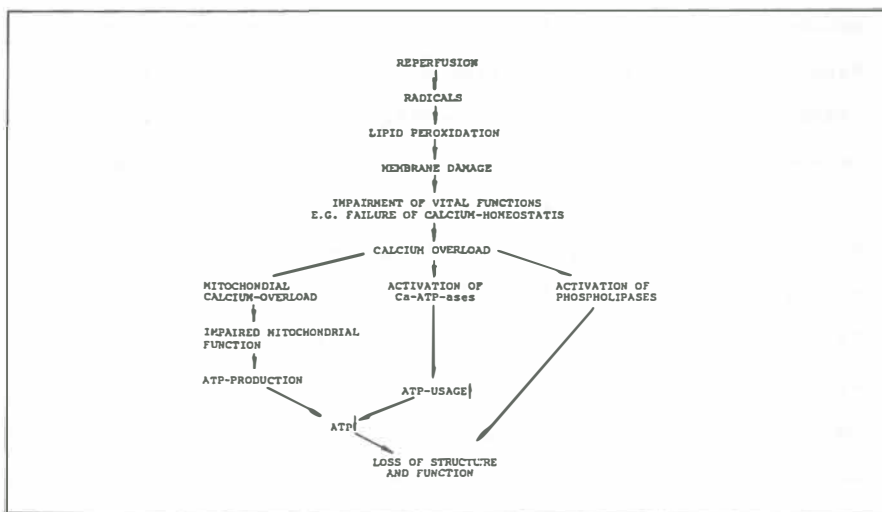 REPERFUSION
RADICALS
LIPID PEROXIDATION
MEMBRANE DAMAGE
IMPAIRMENT OF VITAL FUNCTIONS
E.G. FAILURE OF CALCIUM-HOMEOSTATIS
CALCIUM OVERLOAD
MITOCHONDIAL
CALCIUM-OVERLOAD
ACTIVATION OF
Ca-ATP-ases
ACTIVATION OF
PHOSPHOLIPASES
IMPAIRED MITOCHONDRIAL
FUNCTION
ATP-PRODUCTION
ATP-USAGE
ATP
LOSS OF STRUCTURE
AND FUNCTION